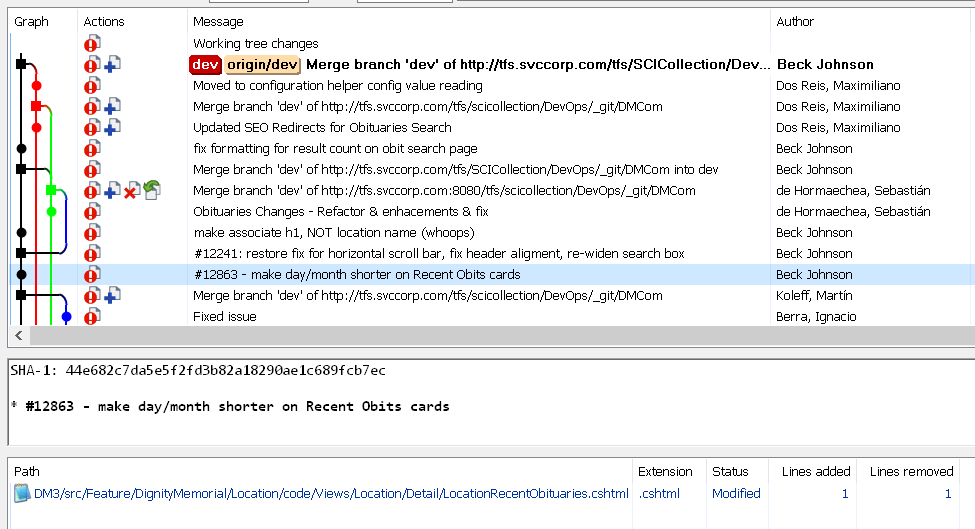 Graph Actions Message Author
Working tree changes
dev origin/dev Merge branch 'dev' of http://tfs.svccorp.com/tfs/SCICollection/Dev... Beck Johnson
Moved to configuration helper config value reading Dos Reis, Maximiliano
Merge branch 'dev' of http://tfs.svccorp.com/tfs/scicollection/DevOps/_git/DMCom Dos Reis, Maximiliano
Updated SEO Redirects for Obituaries Search Dos Reis, Maximiliano
fix formatting for result count on obit search page Beck Johnson
Merge branch 'dev' of http://tfs.svccorp.com/tfs/SCICollection/DevOps/_git/DMCom into dev Beck Johnson
Merge branch 'dev' of http://tfs.svccorp.com:8080/tfs/scicollection/DevOps/_git/DMCom de Hormaechea, Sebastián
Obituaries Changes - Refactor & enhacements & fix de Hormaechea, Sebastián
make associate h1, NOT location name (whoops) Beck Johnson
#12241: restore fix for horizontal scroll bar, fix header aligment, re-widen search box Beck Johnson
#12863 - make day/month shorter on Recent Obits cards Beck Johnson
Merge branch 'dev' of http://tfs.svccorp.com/tfs/scicollection/DevOps/_git/DMCom Koleff, Martín
Fixed issue Berra, Ignacio
SHA-1: 44e682c7da5e5f2fd3b82a18290ae1c689fcb7ec
* #12863 - make day/month shorter on Recent Obits cards
Path Extension Status Lines added Lines removed
DM3/src/Feature/DignityMemorial/Location/code/Views/Location/Detail/LocationRecentObituaries.cshtml .cshtml Modified 1 1